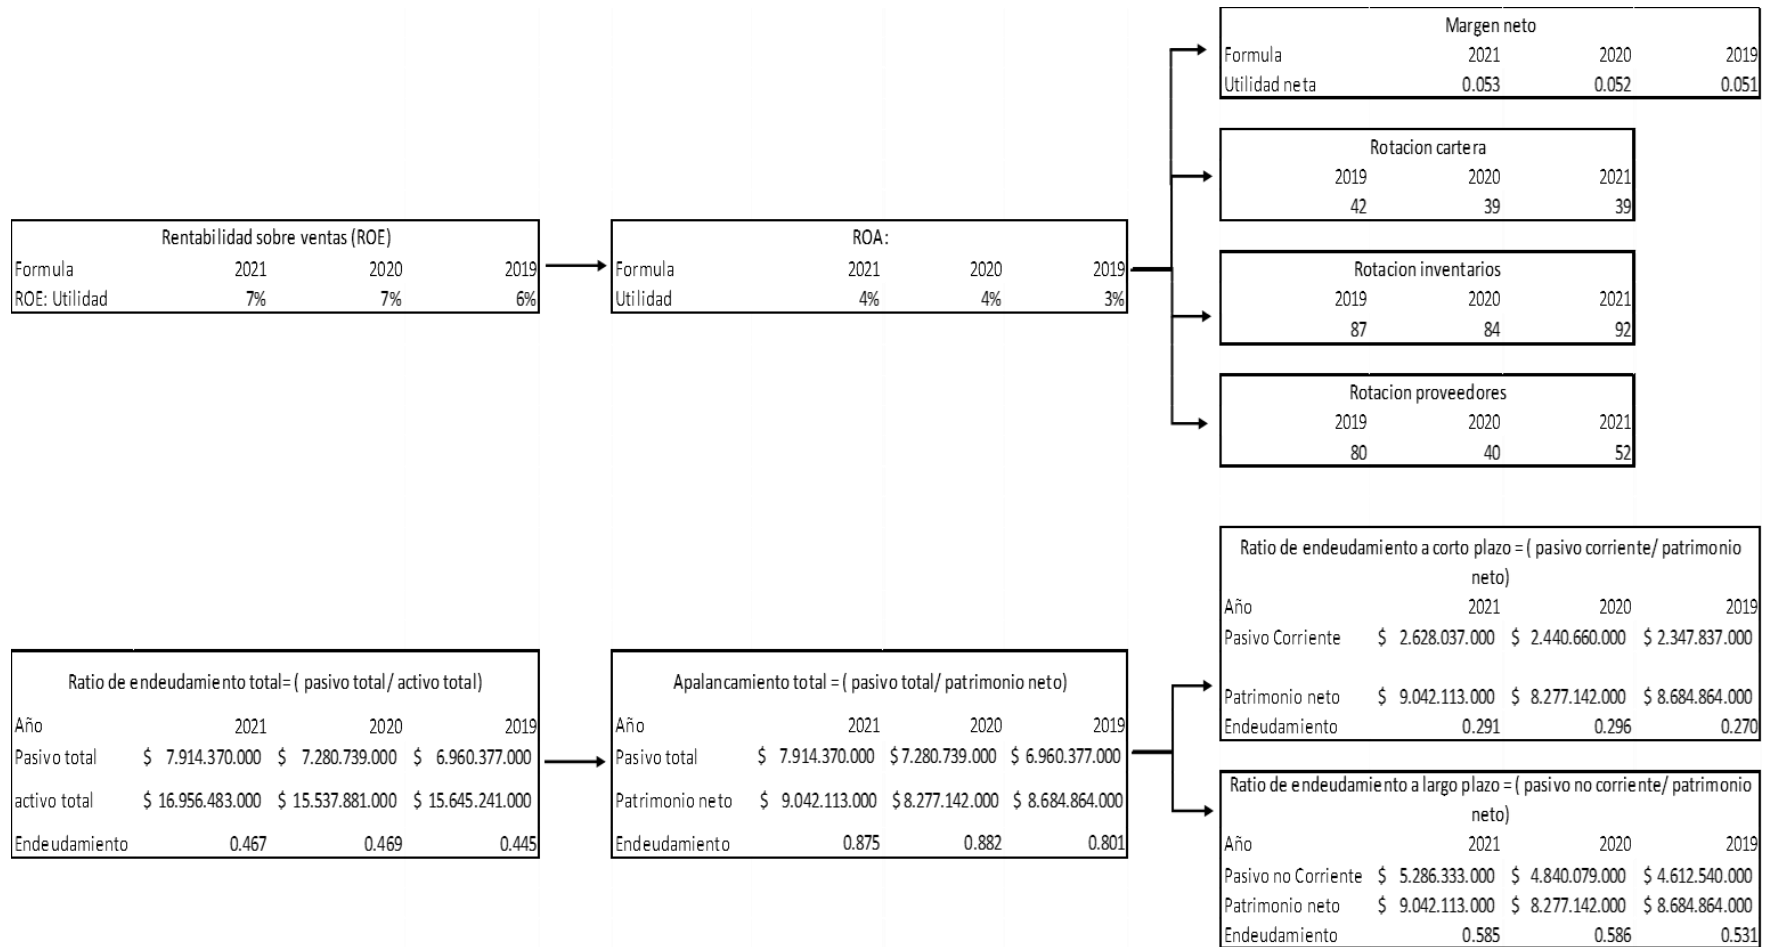 Margen neto
Formula 2021 2020 2019
Utilidad neta 0.053 0.052 0.051
Rotacion cartera
2019 2020 2021
42 39 39
Rentabilidad sobre ventas (ROE)
Formula 2021 2020 2019
ROE: Utilidad 7% 7% 6%
ROA:
Formula 2021 2020 2019
Utilidad 4% 4% 3%
Rotacion inventarios
2019 2020 2021
87 84 92
Rotacion proveedores
2019 2020 2021
80 40 52
Ratio de endeudamiento total= ( pasivo total/ activo total)
Año 2021 2020 2019
Pasivo total $ 7.914.370.000 $ 7.280.739.000 $ 6.960.377.000
activo total $ 16.956.483.000 $ 15.537.881.000 $ 15.645.241.000
Endeudamiento 0.467 0.469 0.445
Apalancamiento total = ( pasivo total/ patrimonio neto)
Año 2021 2020 2019
Pasivo total $ 7.914.370.000 $ 7.280.739.000 $ 6.960.377.000
Patrimonio neto $ 9.042.113.000 $ 8.277.142.000 $ 8.684.864.000
Endeudamiento 0.875 0.882 0.801
Ratio de endeudamiento a corto plazo = ( pasivo corriente/ patrimonio
neto)
Año 2021 2020 2019
Pasivo Corriente $ 2.628.037.000 $ 2.440.660.000 $ 2.347.837.000
Patrimonio neto $ 9.042.113.000 $ 8.277.142.000 $ 8.684.864.000
Endeudamiento 0.291 0.296 0.270
Ratio de endeudamiento a largo plazo = ( pasivo no corriente/ patrimonio
neto)
Año 2021 2020 2019
Pasivo no Corriente $ 5.286.333.000 $ 4.840.079.000 $ 4.612.540.000
Patrimonio neto $ 9.042.113.000 $ 8.277.142.000 $ 8.684.864.000
Endeudamiento 0.585 0.586 0.531